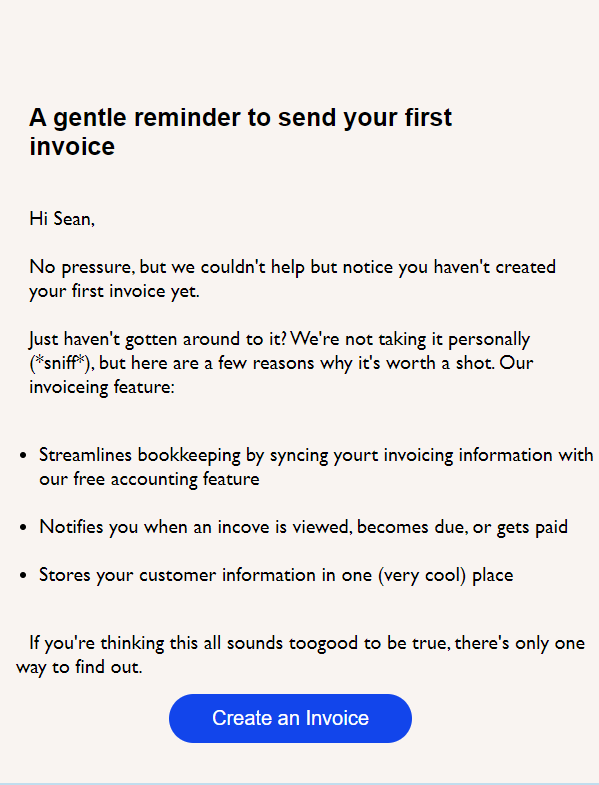 A gentle reminder to send your first
invoice
Hi Sean,
No pressure, but we couldn't help but notice you haven't created
your first invoice yet.
Just haven't gotten around to it? We're not taking it personally
(*sniff*), but here are a few reasons why it's worth a shot. Our
invoiceing feature:
• Streamlines bookkeeping by syncing yourt invoicing information with
our free accounting feature
• Notifies you when an incove is viewed, becomes due, or gets paid
• Stores your customer information in one (very cool) place
If you're thinking this all sounds toogood to be true, there's only one
way to find out.
Create an Invoice